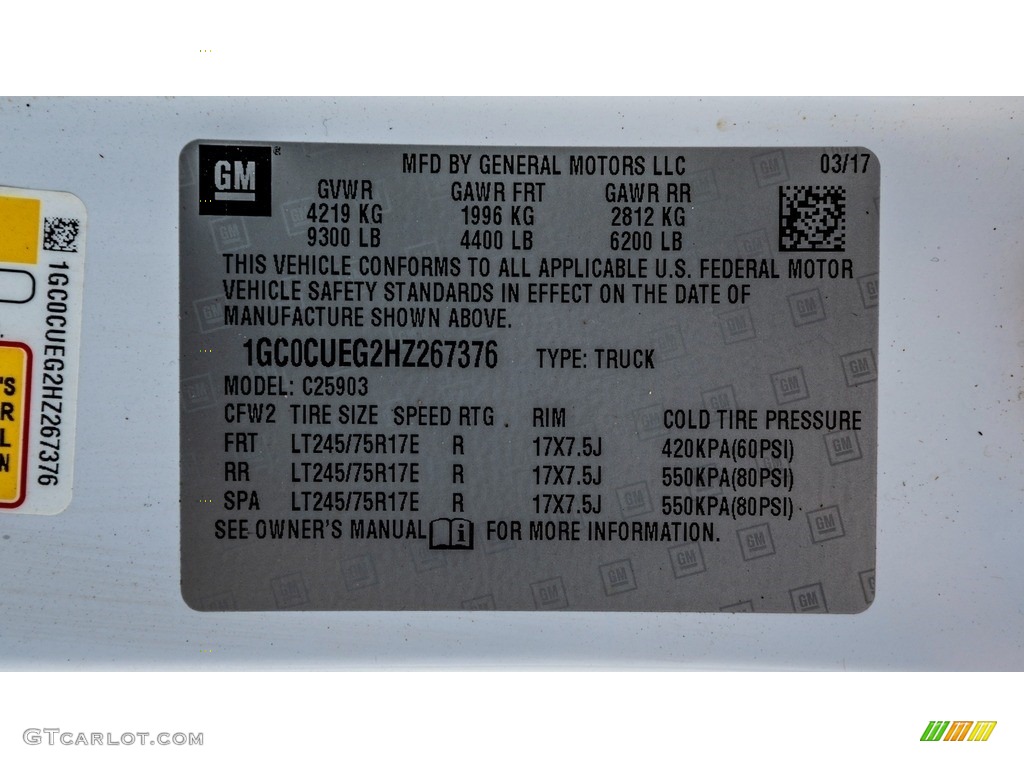 GM
MFD BY GENERAL MOTORS LLC 03/17
GVWR GAWR FRT GAWR RR
4219 KG 1996 KG 2812 KG
9300 LB 4400 LB 6200 LB
THIS VEHICLE CONFORMS TO ALL APPLICABLE U.S. FEDERAL MOTOR
VEHICLE SAFETY STANDARDS IN EFFECT ON THE DATE OF
MANUFACTURE SHOWN ABOVE.
1GC0CUEG2HZ267376 TYPE: TRUCK
MODEL: C25903
CFW2 TIRE SIZE SPEED RTG . RIM COLD TIRE PRESSURE
FRT LT245/75R17E R 17X7.5J 420KPA(60PSI)
RR LT245/75R17E R 17X7.5J 550KPA(80PSI)
SPA LT245/75R17E R 17X7.5J 550KPA(80PSI)
SEE OWNER'S MANUAL i FOR MORE INFORMATION.
1GC0CUEG2HZ267376
'S
R
L
N
GTCARLOT.COM